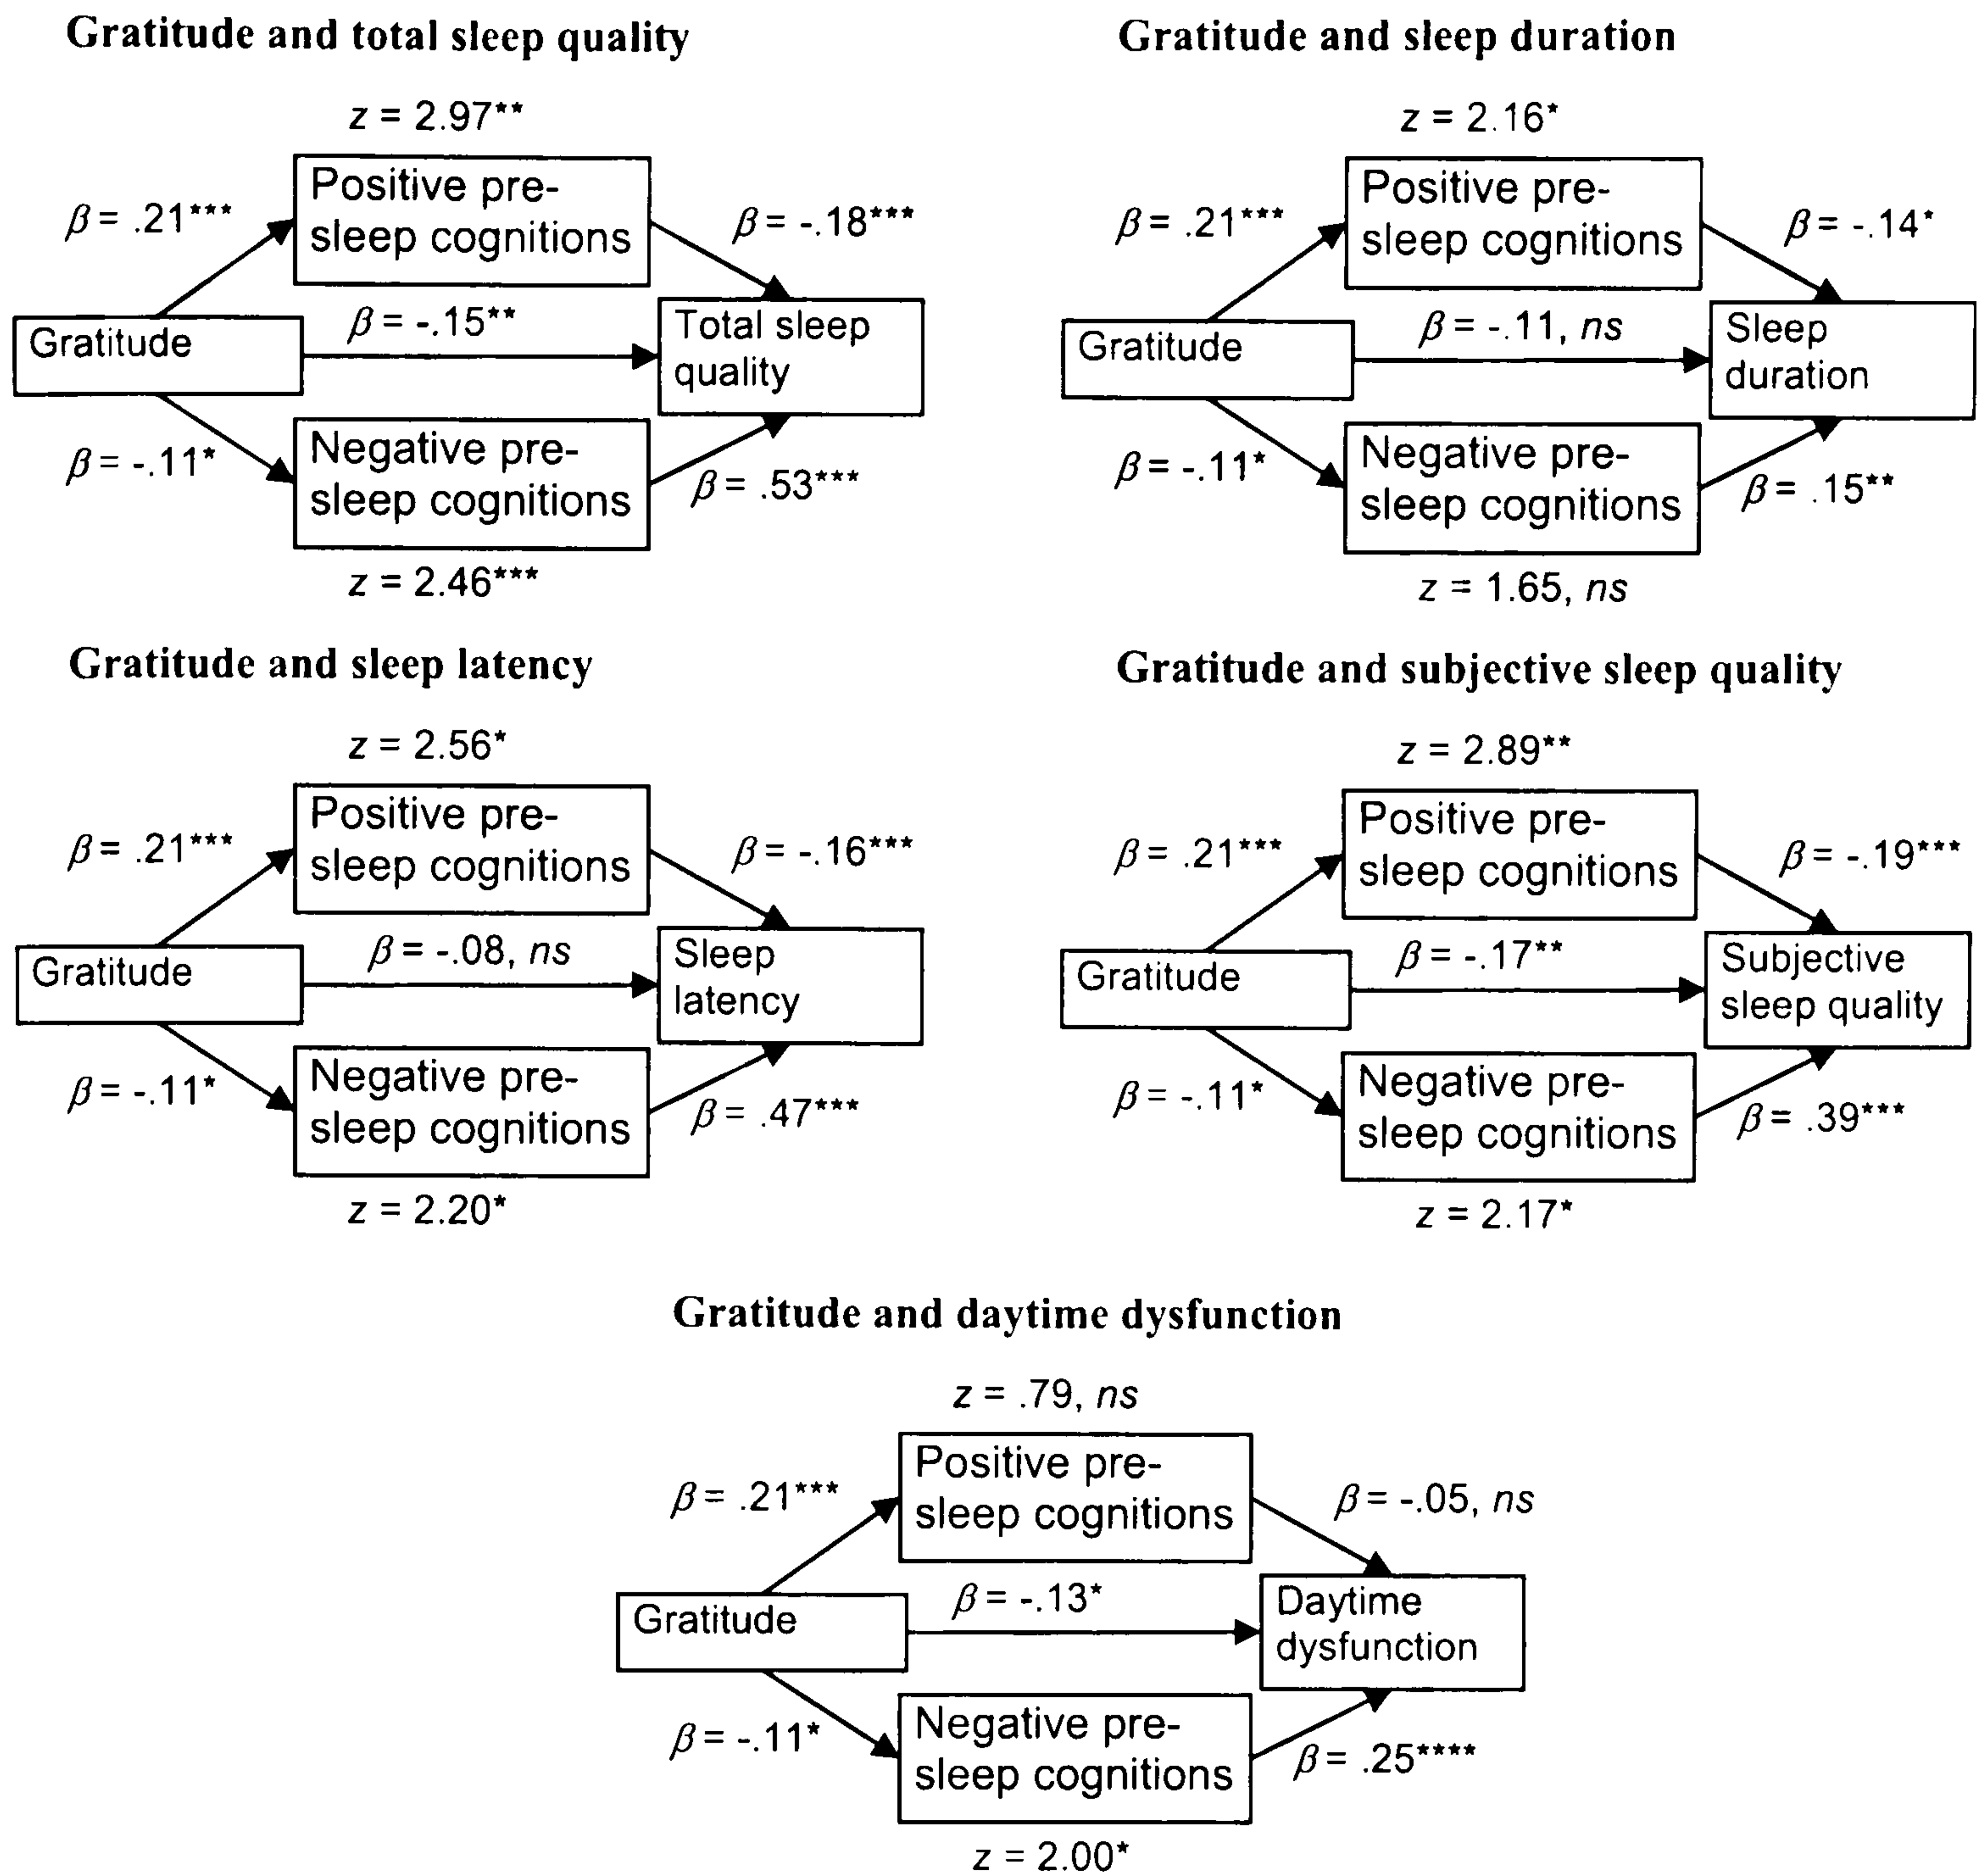 Gratitude and total sleep quality
z = 2.97**
Positive pre-
sleep cognitions
β = .21***
β = -.18***
β = -.15**
Gratitude
Total sleep
quality
Negative pre-
sleep cognitions
β = -.11*
β = .53***
z = 2.46***
Gratitude and sleep duration
z = 2.16*
Positive pre-
sleep cognitions
β = .21***
β = -.14*
β = -.11, ns
Gratitude
Sleep
duration
Negative pre-
sleep cognitions
β = -.11*
β = .15**
z = 1.65, ns
Gratitude and sleep latency
z = 2.56*
Positive pre-
sleep cognitions
β = .21***
β = -.16***
β = -.08, ns
Gratitude
Sleep
latency
Negative pre-
sleep cognitions
β = -.11*
β = .47***
z = 2.20*
Gratitude and subjective sleep quality
z = 2.89**
Positive pre-
sleep cognitions
β = .21***
β = -.19***
β = -.17**
Gratitude
Subjective
sleep quality
Negative pre-
sleep cognitions
β = -.11*
β = .39***
z = 2.17*
Gratitude and daytime dysfunction
z = .79, ns
Positive pre-
sleep cognitions
β = .21***
β = -.05, ns
β = -.13*
Gratitude
Daytime
dysfunction
Negative pre-
sleep cognitions
β = -.11*
β = .25****
z = 2.00*